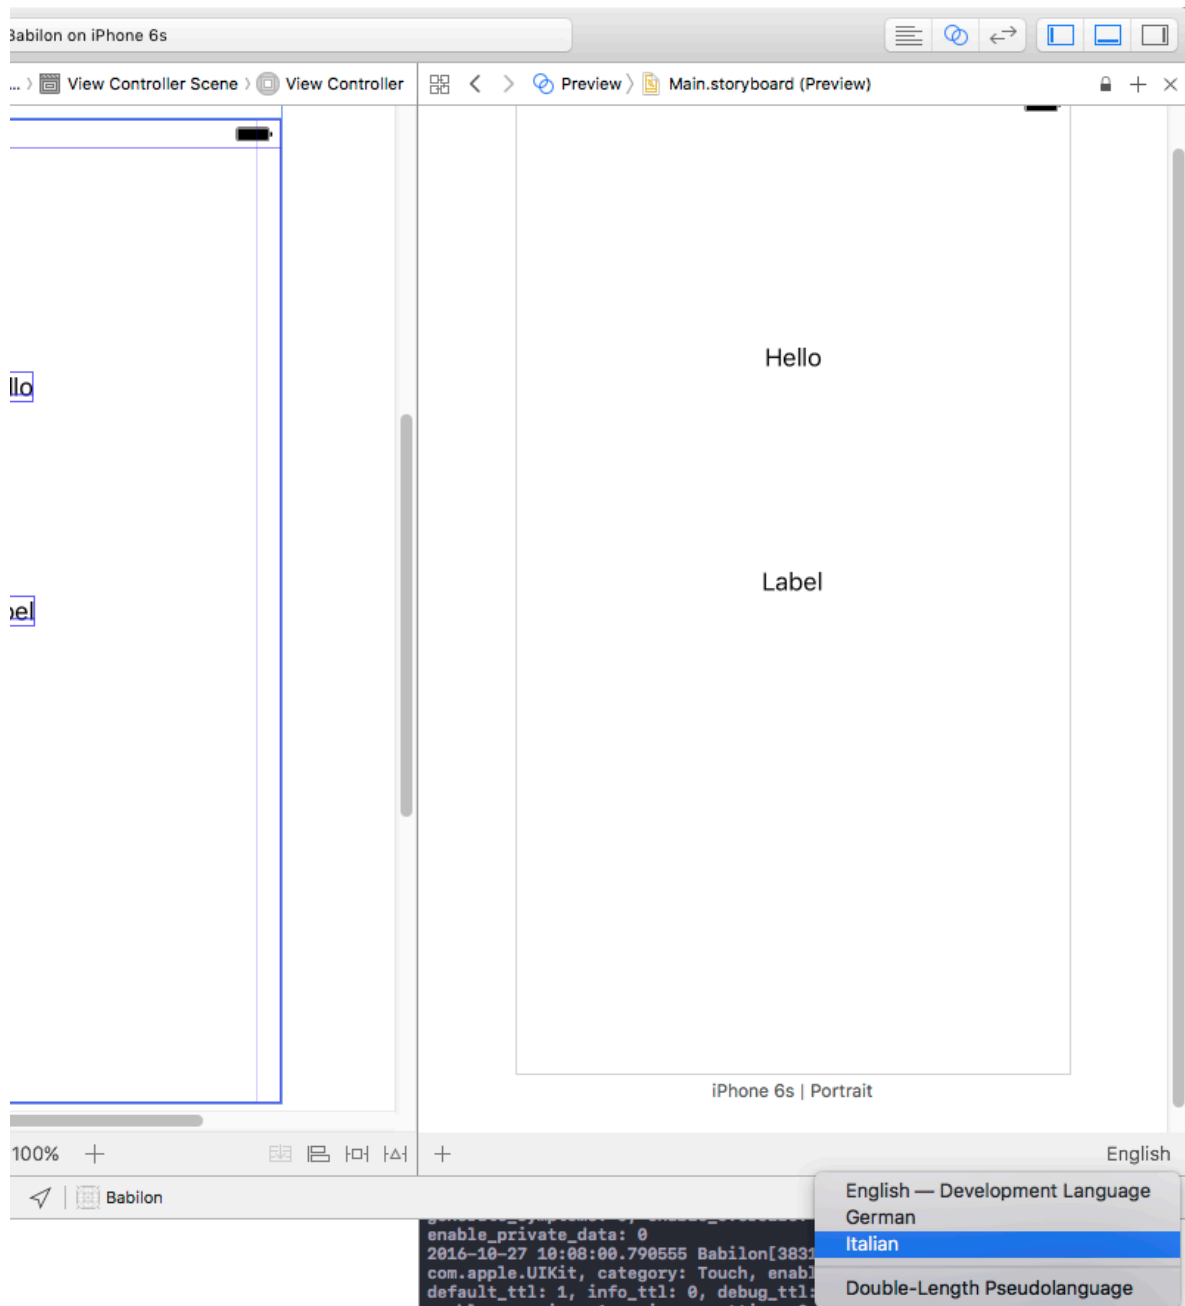 Babilon on iPhone 6s
... 〉 View Controller Scene 〉 View Controller
Preview 〉 Main.storyboard (Preview)
Hello
llo
Label
bel
iPhone 6s | Portrait
100%
English
Babilon
English — Development Language
German
Italian
Double-Length Pseudolanguage
enable_private_data: 0
2016-10-27 10:08:00.790555 Babilon[3831
com.apple.UIKit, category: Touch, enabl
default_ttl: 1, info_ttl: 0, debug_ttl: